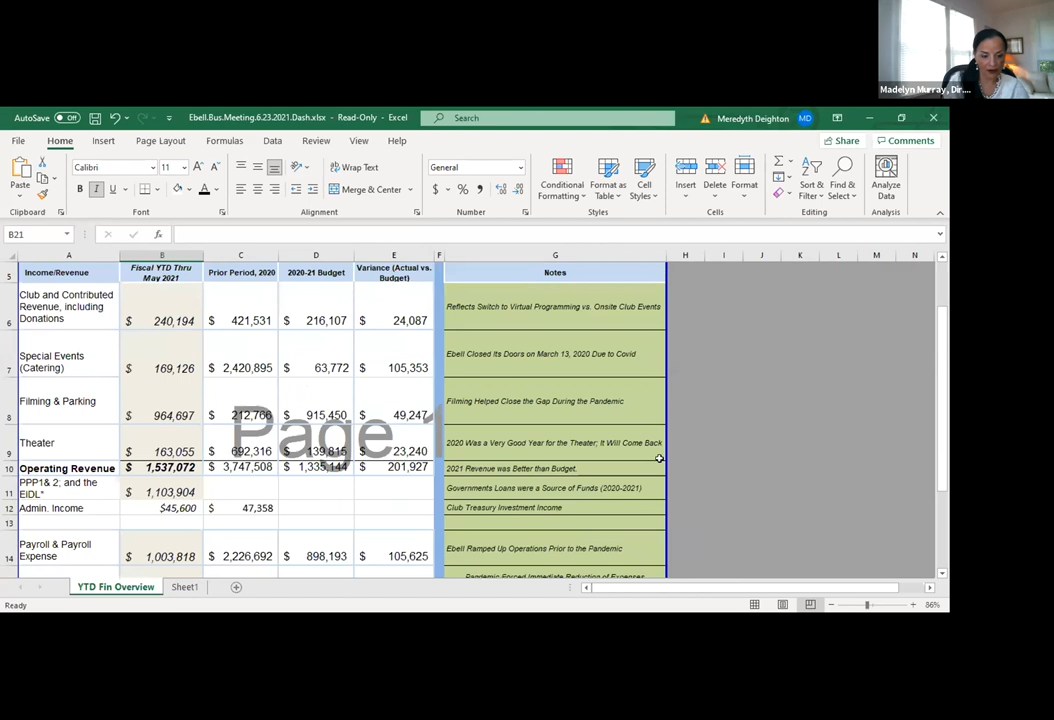 Madelyn Murray, Dir....
AutoSave Off Ebell.Bus.Meeting.6.23.2021.Dash.xlsx - Read-Only - Excel Search Meredyth Deighton MD
File Home Insert Page Layout Formulas Data Review View Help Share Comments
Calibri 11 Wrap Text General
Paste B I U Merge & Center $ % Conditional Formatting Format as Table Cell Styles Insert Delete Format Sort & Filter Find & Select Analyze Data
Clipboard Font Alignment Number Styles Cells Editing Analysis
B21 fx
A B C D E F G H I J K L M N
5 Income/Revenue Fiscal YTD Thru May 2021 Prior Period, 2020 2020-21 Budget Variance (Actual vs. Budget) Notes
6 Club and Contributed Revenue, including Donations $ 240,194 $ 421,531 $ 216,107 $ 24,087 Reflects Switch to Virtual Programming vs. Onsite Club Events
7 Special Events (Catering) $ 169,126 $ 2,420,895 $ 63,772 $ 105,353 Ebell Closed Its Doors on March 13, 2020 Due to Covid
8 Filming & Parking $ 964,697 $ 212,766 $ 915,450 $ 49,247 Filming Helped Close the Gap During the Pandemic
Page 1
9 Theater $ 163,055 $ 692,316 $ 139,815 $ 23,240 2020 Was a Very Good Year for the Theater; It Will Come Back
10 Operating Revenue $ 1,537,072 $ 3,747,508 $ 1,335,144 $ 201,927 2021 Revenue was Better than Budget.
11 PPP1& 2; and the EIDL* $ 1,103,904 Governments Loans were a Source of Funds (2020-2021)
12 Admin. Income $45,600 $ 47,358 Club Treasury Investment Income
13
14 Payroll & Payroll Expense $ 1,003,818 $ 2,226,692 $ 898,193 $ 105,625 Ebell Ramped Up Operations Prior to the Pandemic
Pandemic Forced Immediate Reduction of Expenses
YTD Fin Overview Sheet1
Ready 86%